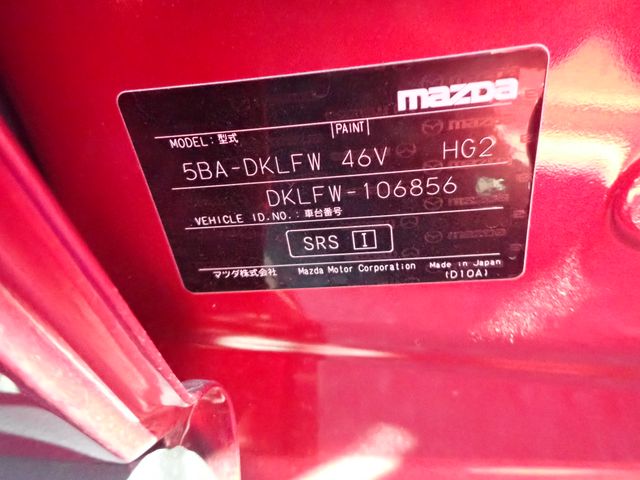 mazda
MODEL: 型式 PAINT
5BA-DKLFW 46V HG2
DKLFW-106856
VEHICLE ID.NO.: 車台番号
SRS I
マツダ株式会社 Mazda Motor Corporation Made in Japan
(D10A)